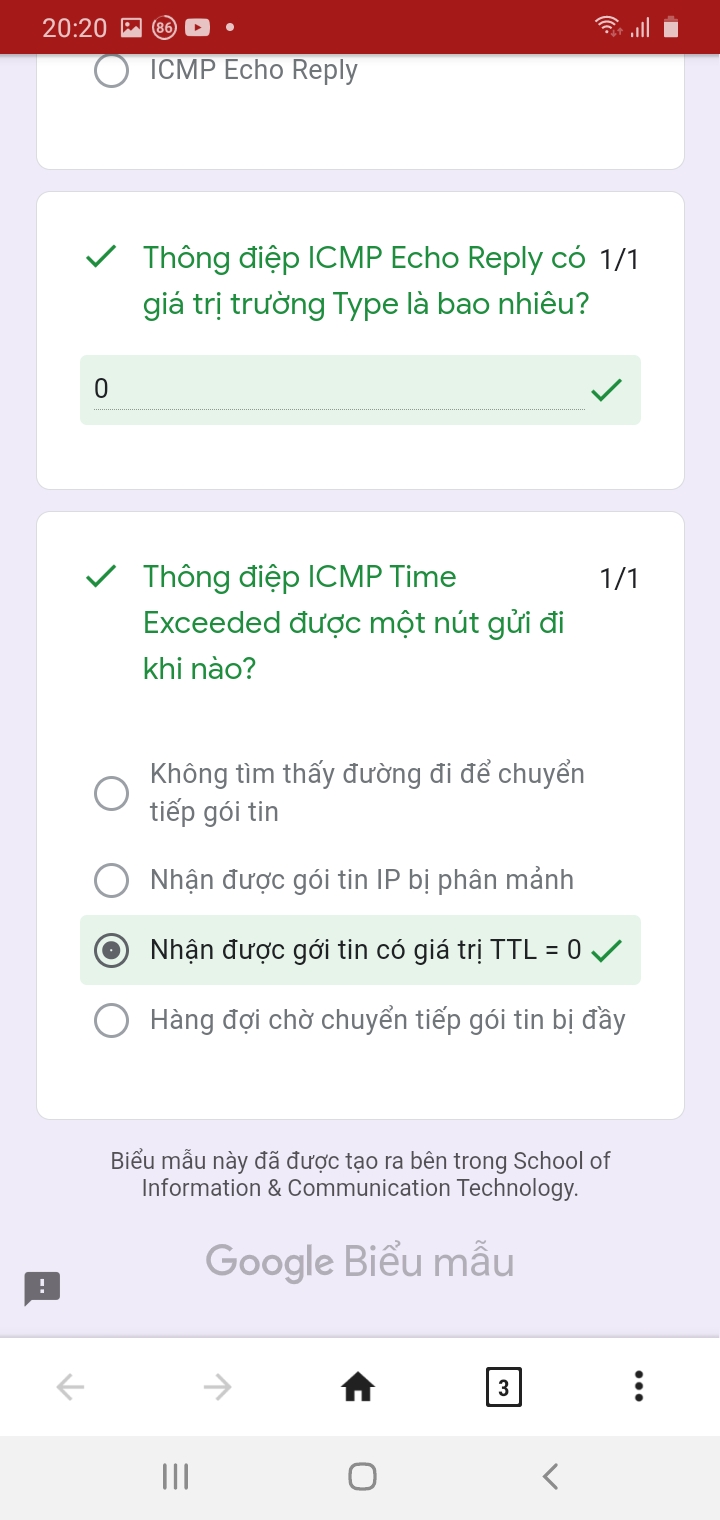 20:20 86
ICMP Echo Reply
Thông điệp ICMP Echo Reply có 1/1
giá trị trường Type là bao nhiêu?
0
Thông điệp ICMP Time 1/1
Exceeded được một nút gửi đi
khi nào?
Không tìm thấy đường đi để chuyển
tiếp gói tin
Nhận được gói tin IP bị phân mảnh
Nhận được gới tin có giá trị TTL = 0
Hàng đợi chờ chuyển tiếp gói tin bị đầy
Biểu mẫu này đã được tạo ra bên trong School of
Information & Communication Technology.
Google Biểu mẫu
3